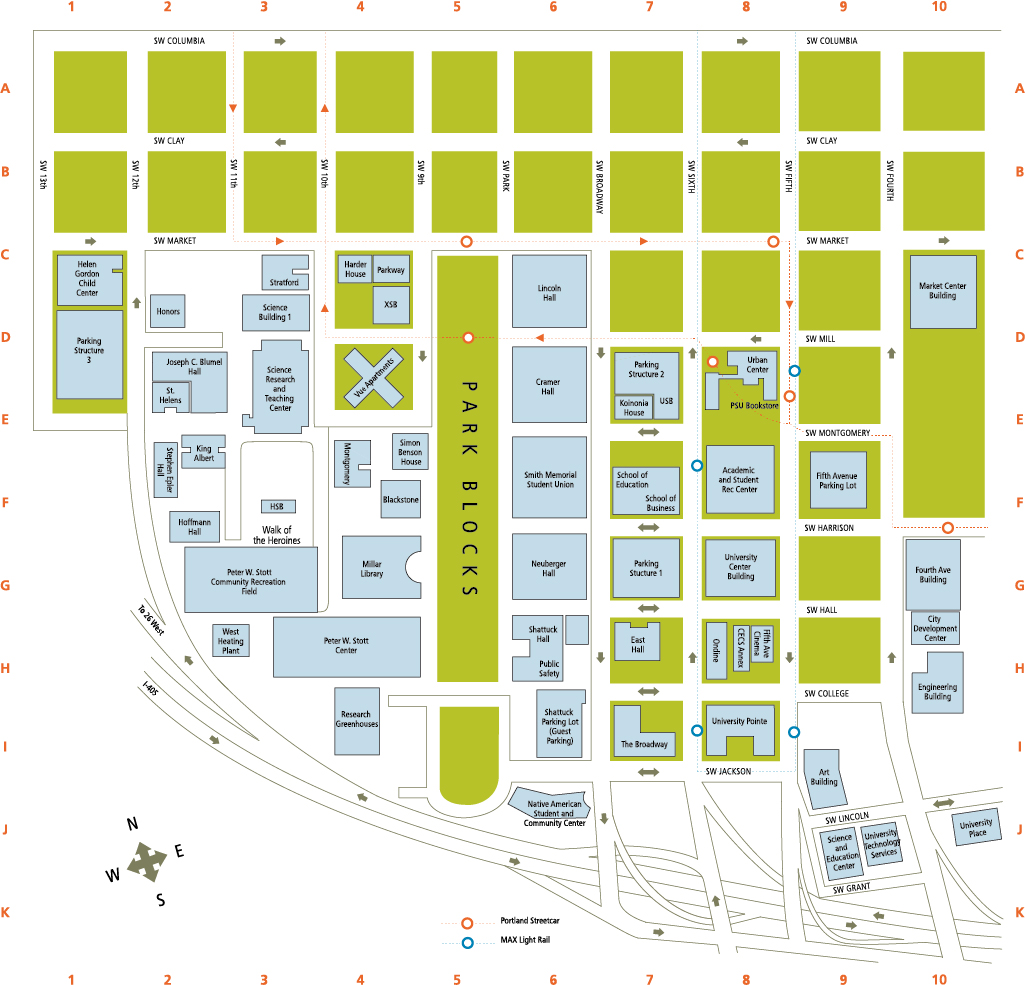 1 2 3 4 5 6 7 8 9 10
SW COLUMBIA
SW COLUMBIA
A
A
SW CLAY
SW CLAY
B
B
SW 13th
SW 12th
SW 11th
SW 10th
SW 9th
SW PARK
SW BROADWAY
SW SIXTH
SW FIFTH
SW FOURTH
SW MARKET
SW MARKET
C
C
Helen
Gordon
Child
Center
Stratford
Harder
House
Parkway
XSB
Lincoln
Hall
Market Center
Building
Honors
Science
Building 1
D
D
SW MILL
Parking
Structure
3
Joseph C. Blumel
Hall
St.
Helens
Science
Research
and
Teaching
Center
Vue Apartments
PARK BLOCKS
Cramer
Hall
Parking
Structure 2
Koinonia
House
USB
Urban
Center
PSU Bookstore
E
E
SW MONTGOMERY
Stephen Epler
Hall
King
Albert
Montgomery
Simon
Benson
House
Smith Memorial
Student Union
School of
Education
School of
Business
Academic
and Student
Rec Center
Fifth Avenue
Parking Lot
Blackstone
F
F
HSB
Hoffmann
Hall
Walk of
the Heroines
SW HARRISON
Peter W. Stott
Community Recreation
Field
Millar
Library
Neuberger
Hall
Parking
Stucture 1
University
Center
Building
Fourth Ave
Building
G
G
SW HALL
To 26 West
West
Heating
Plant
Peter W. Stott
Center
Shattuck
Hall
Public
Safety
East
Hall
Ondine
CECS Annex
Fifth Ave
Cinema
City
Development
Center
H
H
Engineering
Building
I-405
SW COLLEGE
Research
Greenhouses
Shattuck
Parking Lot
(Guest
Parking)
The Broadway
University Pointe
I
I
SW JACKSON
Art
Building
Native American
Student and
Community Center
SW LINCOLN
J
J
N
E
W
S
Science
and
Education
Center
University
Technology
Services
University
Place
SW GRANT
K
K
Portland Streetcar
MAX Light Rail
1 2 3 4 5 6 7 8 9 10